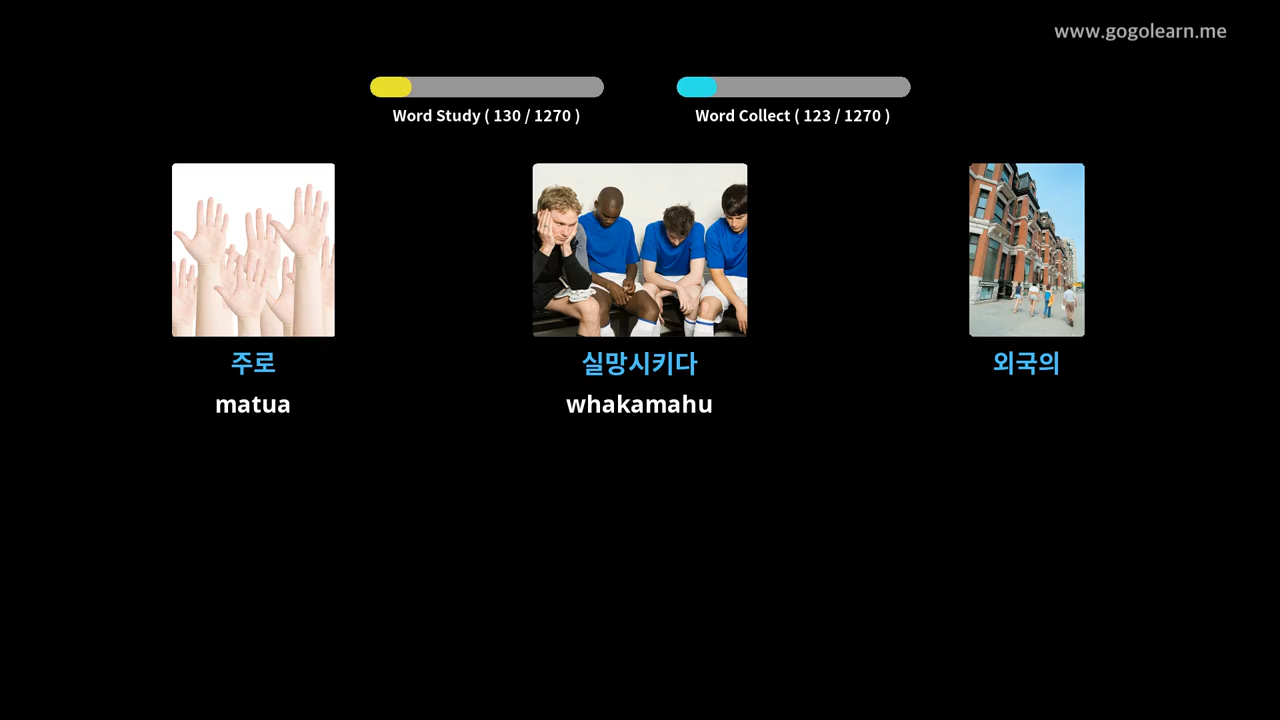 www.gogolearn.me
Word Study ( 130 / 1270 )
Word Collect ( 123 / 1270 )
주로
실망시키다
외국의
matua
whakamahu